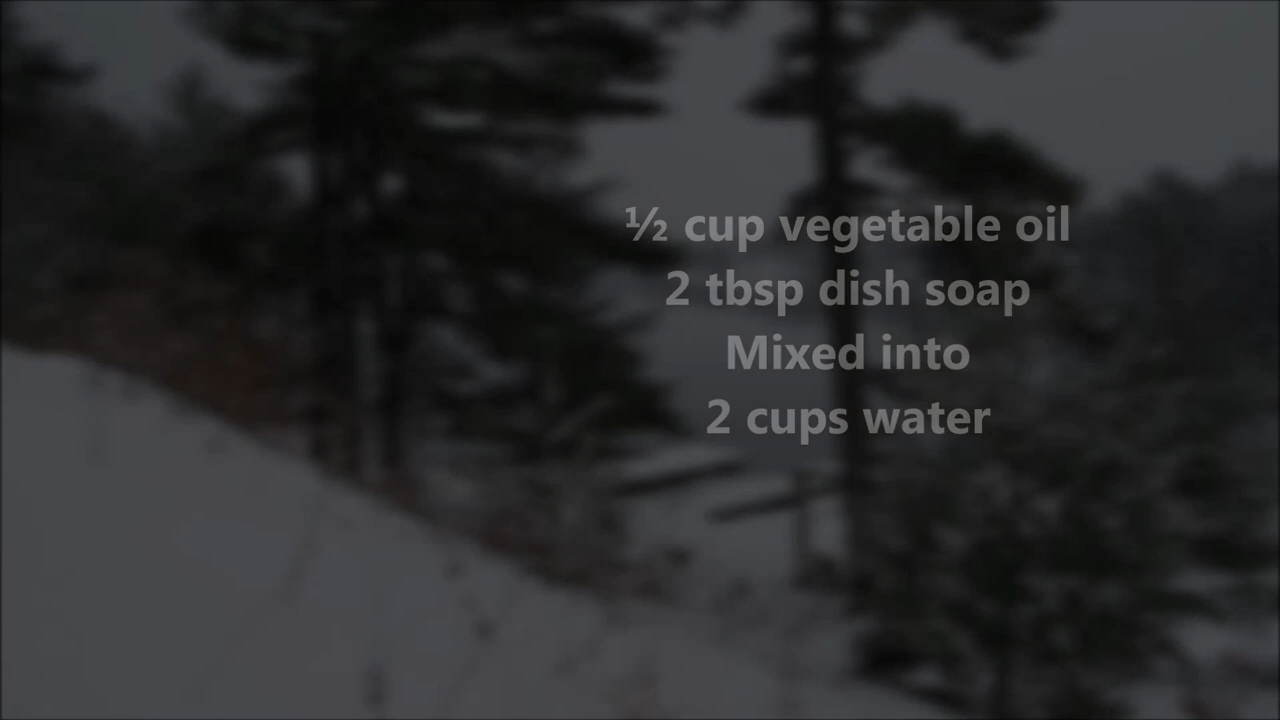 ½ cup vegetable oil
2 tbsp dish soap
Mixed into
2 cups water